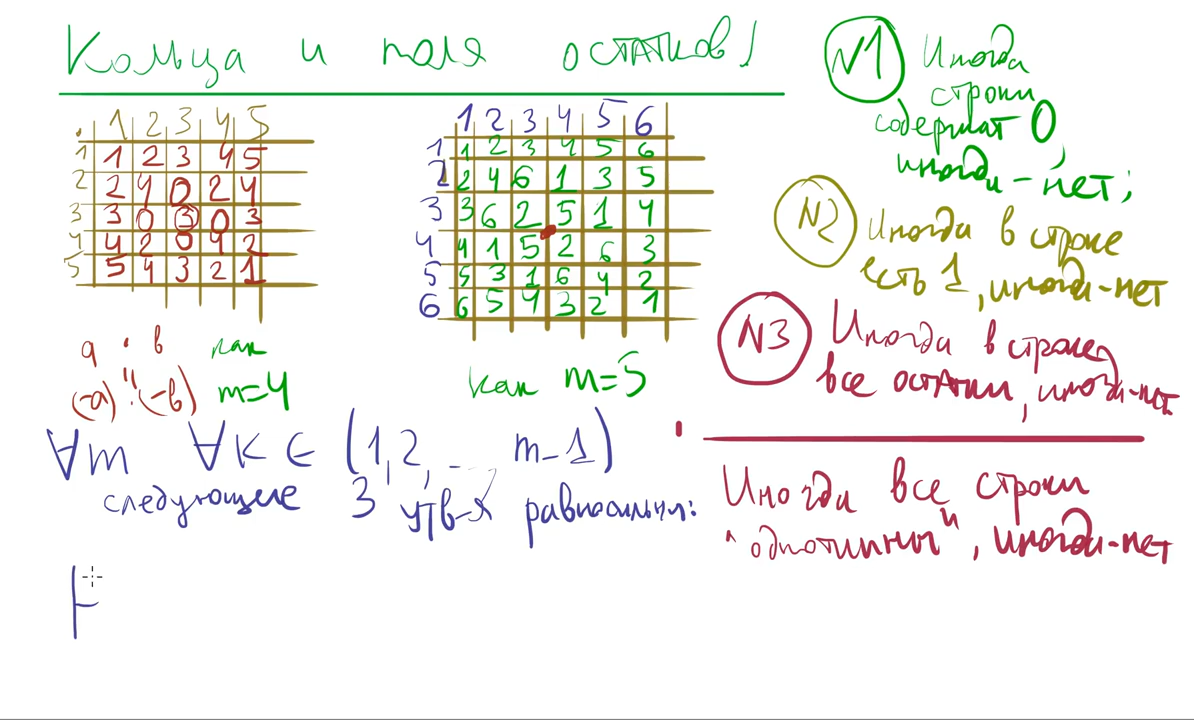 Кольца и поля остатков!
. 1 2 3 4 5
1 1 2 3 4 5
2 2 4 0 2 4
3 3 0 3 0 3
4 4 2 0 4 2
5 5 4 3 2 1
a · b как
"
(-a) · (-b) m=4
1 2 3 4 5 6
1 1 2 3 4 5 6
2 2 4 6 1 3 5
3 3 6 2 5 1 4
4 4 1 5 2 6 3
5 5 3 1 6 4 2
6 6 5 4 3 2 1
как m=5
N1 Иногда
строки
содержат 0,
иногда - нет;
N2 Иногда в строке
есть 1, иногда - нет
N3 Иногда в строке
все остатки, иногда - нет
Иногда все строки
"однотипны", иногда - нет
∀m ∀k ∈ (1,2, ..., m-1)
следующие 3 утв-я равносильны: